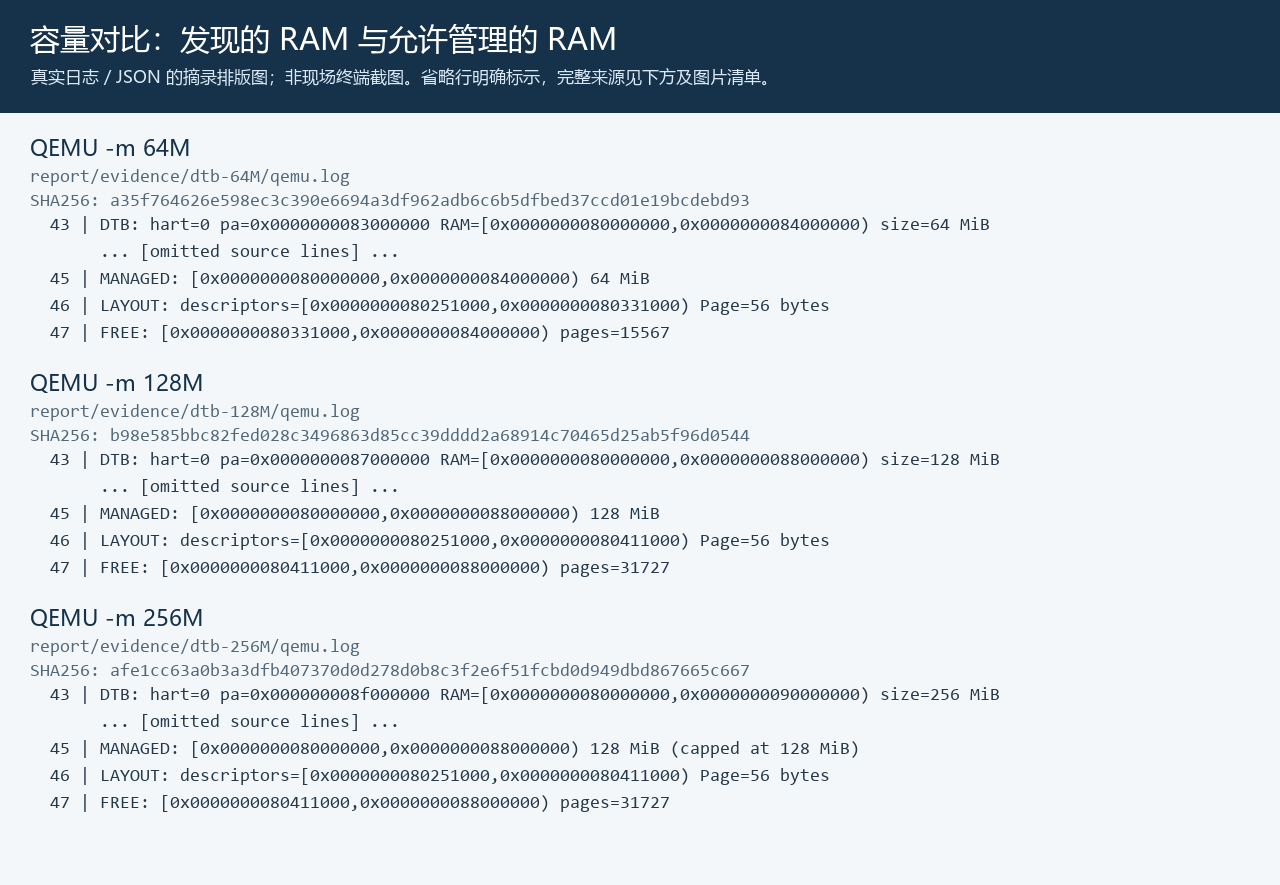 容量对比：发现的 RAM 与允许管理的 RAM
真实日志 / JSON 的摘录排版图；非现场终端截图。省略行明确标示，完整来源见下方及图片清单。
QEMU -m 64M
report/evidence/dtb-64M/qemu.log
SHA256: a35f764626e598ec3c390e6694a3df962adb6c6b5dfbed37ccd01e19bcdebd93
43 | DTB: hart=0 pa=0x0000000083000000 RAM=[0x0000000080000000,0x0000000084000000) size=64 MiB
... [omitted source lines] ...
45 | MANAGED: [0x0000000080000000,0x0000000084000000) 64 MiB
46 | LAYOUT: descriptors=[0x0000000080251000,0x0000000080331000) Page=56 bytes
47 | FREE: [0x0000000080331000,0x0000000084000000) pages=15567
QEMU -m 128M
report/evidence/dtb-128M/qemu.log
SHA256: b98e585bbc82fed028c3496863d85cc39dddd2a68914c70465d25ab5f96d0544
43 | DTB: hart=0 pa=0x0000000087000000 RAM=[0x0000000080000000,0x0000000088000000) size=128 MiB
... [omitted source lines] ...
45 | MANAGED: [0x0000000080000000,0x0000000088000000) 128 MiB
46 | LAYOUT: descriptors=[0x0000000080251000,0x0000000080411000) Page=56 bytes
47 | FREE: [0x0000000080411000,0x0000000088000000) pages=31727
QEMU -m 256M
report/evidence/dtb-256M/qemu.log
SHA256: afe1cc63a0b3a3dfb407370d0d278d0b8c3f2e6f51fcbd0d949dbd867665c667
43 | DTB: hart=0 pa=0x000000008f000000 RAM=[0x0000000080000000,0x0000000090000000) size=256 MiB
... [omitted source lines] ...
45 | MANAGED: [0x0000000080000000,0x0000000088000000) 128 MiB (capped at 128 MiB)
46 | LAYOUT: descriptors=[0x0000000080251000,0x0000000080411000) Page=56 bytes
47 | FREE: [0x0000000080411000,0x0000000088000000) pages=31727